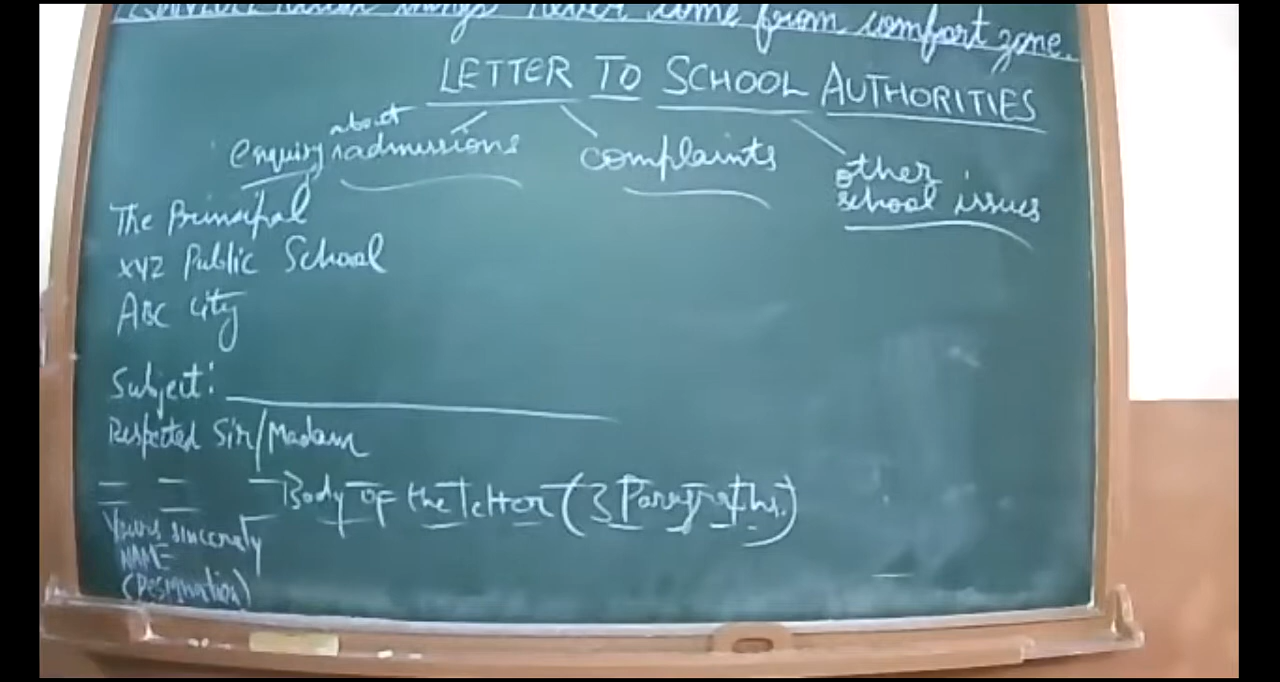 things never come from comfort zone.
LETTER TO SCHOOL AUTHORITIES
enquiry about admissions
complaints
other school issues
The Principal
XYZ Public School
ABC City
Subject:
Respected Sir/Madam
Body of the letter (3 Paragraphs.)
Yours sincerely
NAME
(Designation)